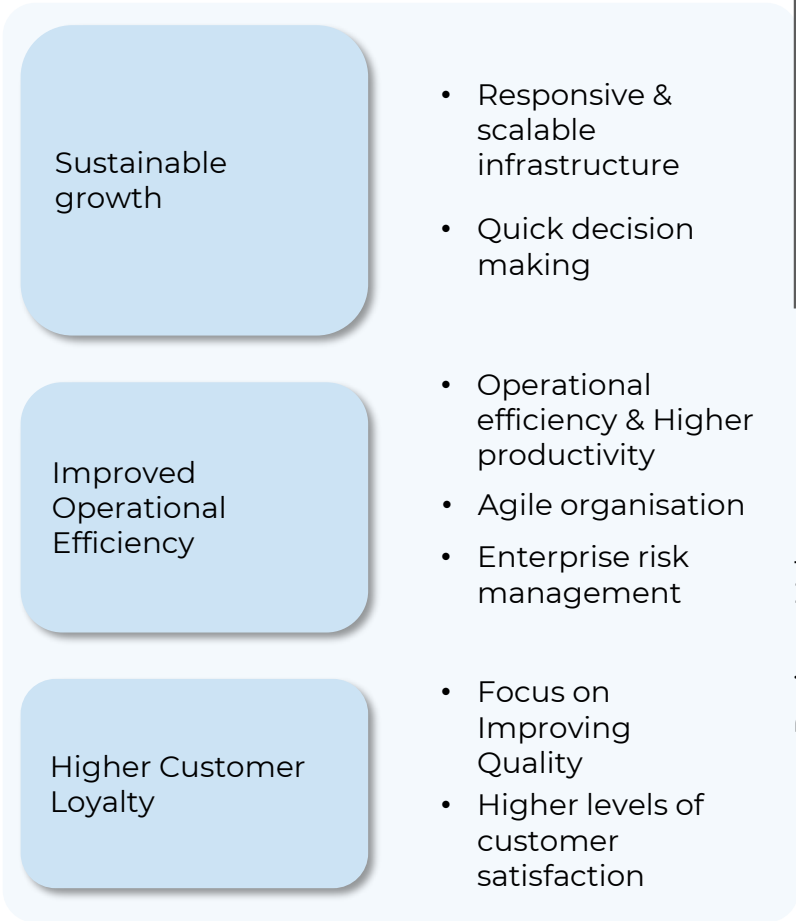 Sustainable
growth
• Responsive &
scalable
infrastructure
• Quick decision
making
Improved
Operational
Efficiency
• Operational
efficiency & Higher
productivity
• Agile organisation
• Enterprise risk
management
Higher Customer
Loyalty
• Focus on
Improving
Quality
• Higher levels of
customer
satisfaction